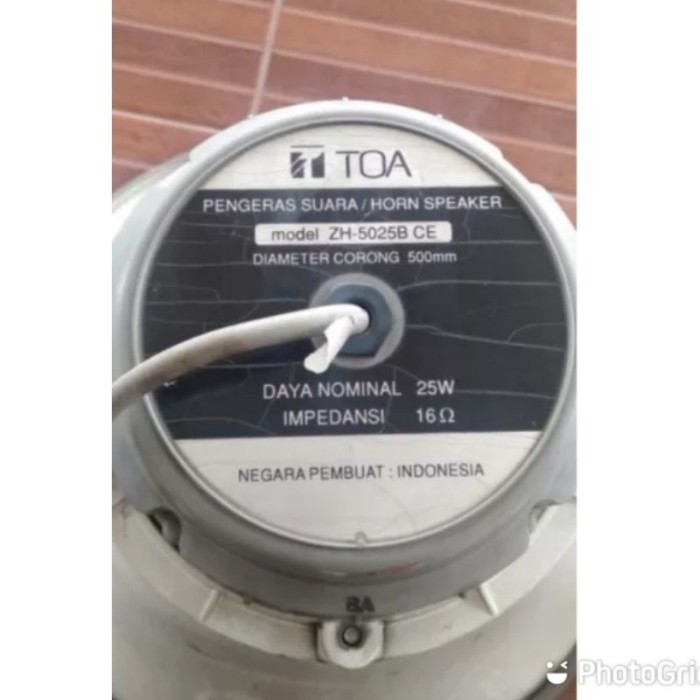 TOA
PENGERAS SUARA / HORN SPEAKER
model ZH-5025B CE
DIAMETER CORONG 500mm
DAYA NOMINAL 25W
IMPEDANSI 16Ω
NEGARA PEMBUAT : INDONESIA
8A
PhotoGri